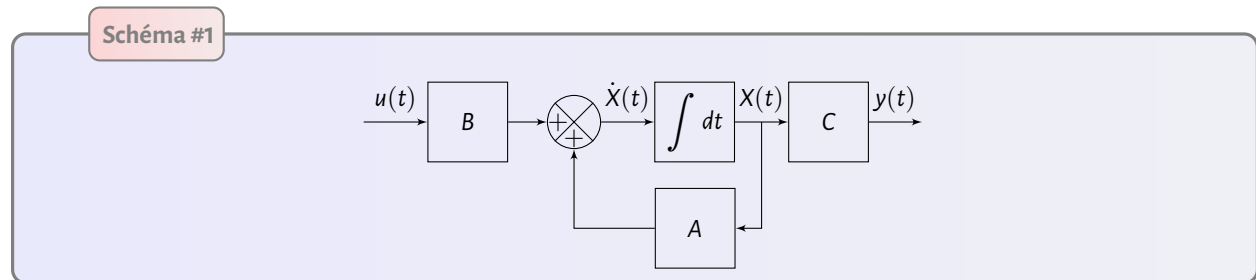 Schéma #1
u(t) B + + Ẋ(t) ∫ dt X(t) C y(t)
A